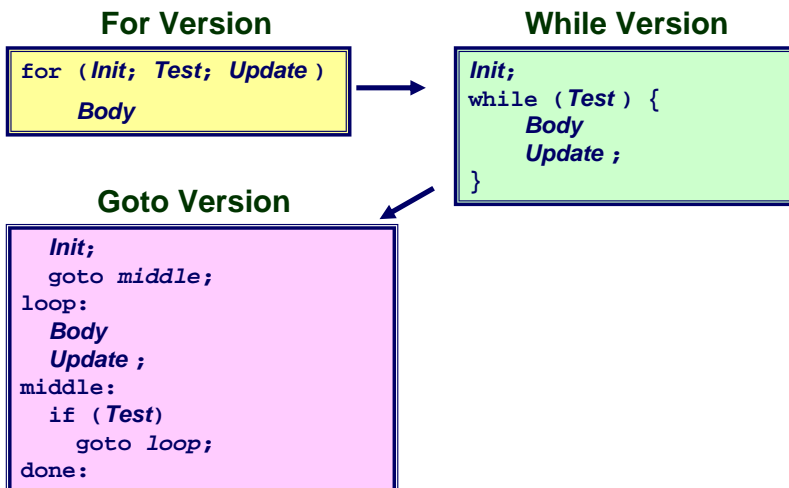 For Version
for (Init; Test; Update )
Body
While Version
Init;
while (Test ) {
Body
Update ;
}
Goto Version
Init;
goto middle;
loop:
Body
Update ;
middle:
if (Test)
goto loop;
done: